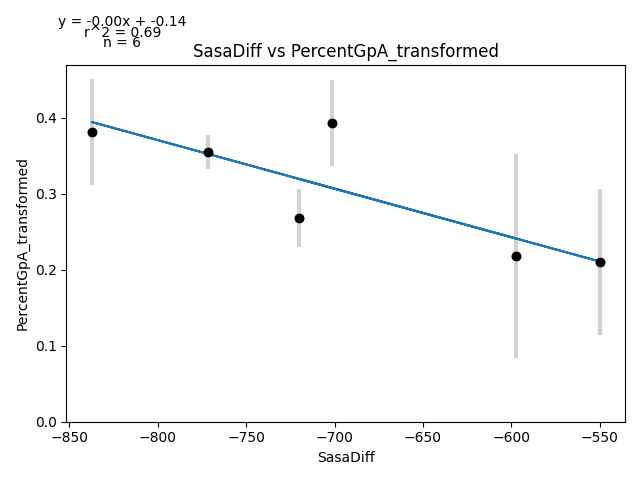 y = -0.00x + -0.14
r^2 = 0.69
n = 6
SasaDiff vs PercentGpA_transformed
PercentGpA_transformed
0.4
0.3
0.2
0.1
0.0
−850
−800
−750
−700
−650
−600
−550
SasaDiff